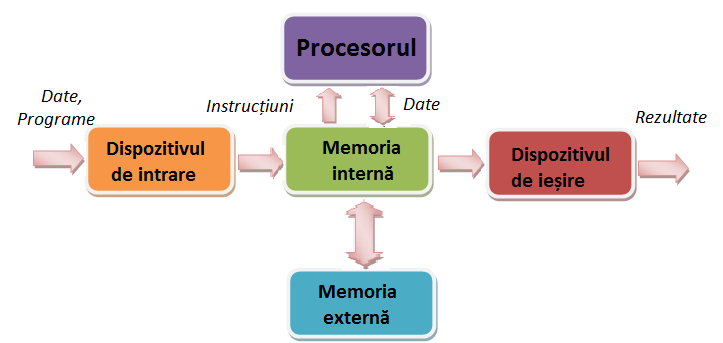 Procesorul
Date,
Programe
Instrucțiuni
Date
Rezultate
Dispozitivul
de intrare
Memoria
internă
Dispozitivul
de ieșire
Memoria
externă